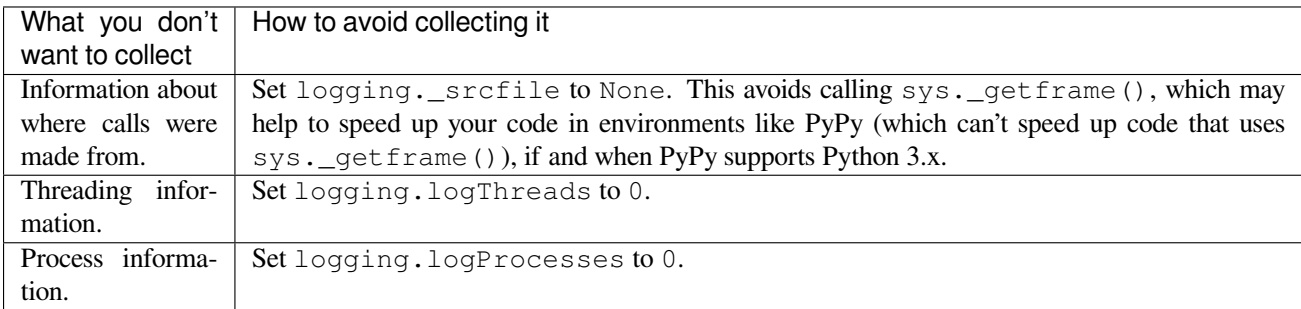 What you don't
want to collect
How to avoid collecting it
Information about
where calls were
made from.
Set logging._srcfile to None. This avoids calling sys._getframe(), which may
help to speed up your code in environments like PyPy (which can't speed up code that uses
sys._getframe()), if and when PyPy supports Python 3.x.
Threading infor-
mation.
Set logging.logThreads to 0.
Process informa-
tion.
Set logging.logProcesses to 0.